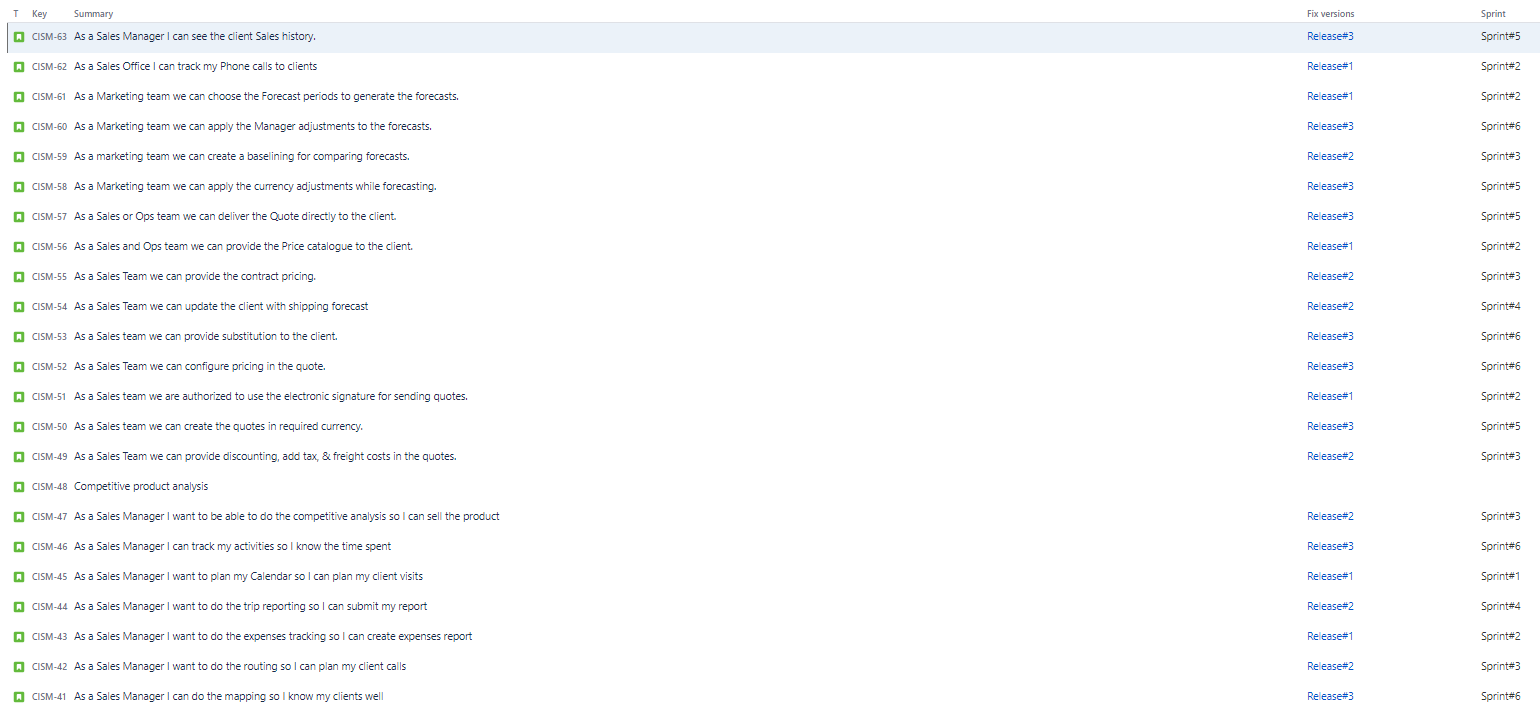 T Key Summary Fix versions Sprint
CISM-63 As a Sales Manager I can see the client Sales history. Release#3 Sprint#5
CISM-62 As a Sales Office I can track my Phone calls to clients Release#1 Sprint#2
CISM-61 As a Marketing team we can choose the Forecast periods to generate the forecasts. Release#1 Sprint#2
CISM-60 As a Marketing team we can apply the Manager adjustments to the forecasts. Release#3 Sprint#6
CISM-59 As a marketing team we can create a baselining for comparing forecasts. Release#2 Sprint#3
CISM-58 As a Marketing team we can apply the currency adjustments while forecasting. Release#3 Sprint#5
CISM-57 As a Sales or Ops team we can deliver the Quote directly to the client. Release#3 Sprint#5
CISM-56 As a Sales and Ops team we can provide the Price catalogue to the client. Release#1 Sprint#2
CISM-55 As a Sales Team we can provide the contract pricing. Release#2 Sprint#3
CISM-54 As a Sales Team we can update the client with shipping forecast Release#2 Sprint#4
CISM-53 As a Sales team we can provide substitution to the client. Release#3 Sprint#6
CISM-52 As a Sales Team we can configure pricing in the quote. Release#3 Sprint#6
CISM-51 As a Sales team we are authorized to use the electronic signature for sending quotes. Release#1 Sprint#2
CISM-50 As a Sales team we can create the quotes in required currency. Release#3 Sprint#5
CISM-49 As a Sales Team we can provide discounting, add tax, & freight costs in the quotes. Release#2 Sprint#3
CISM-48 Competitive product analysis
CISM-47 As a Sales Manager I want to be able to do the competitive analysis so I can sell the product Release#2 Sprint#3
CISM-46 As a Sales Manager I can track my activities so I know the time spent Release#3 Sprint#6
CISM-45 As a Sales Manager I want to plan my Calendar so I can plan my client visits Release#1 Sprint#1
CISM-44 As a Sales Manager I want to do the trip reporting so I can submit my report Release#2 Sprint#4
CISM-43 As a Sales Manager I want to do the expenses tracking so I can create expenses report Release#1 Sprint#2
CISM-42 As a Sales Manager I want to do the routing so I can plan my client calls Release#2 Sprint#3
CISM-41 As a Sales Manager I can do the mapping so I know my clients well Release#3 Sprint#6